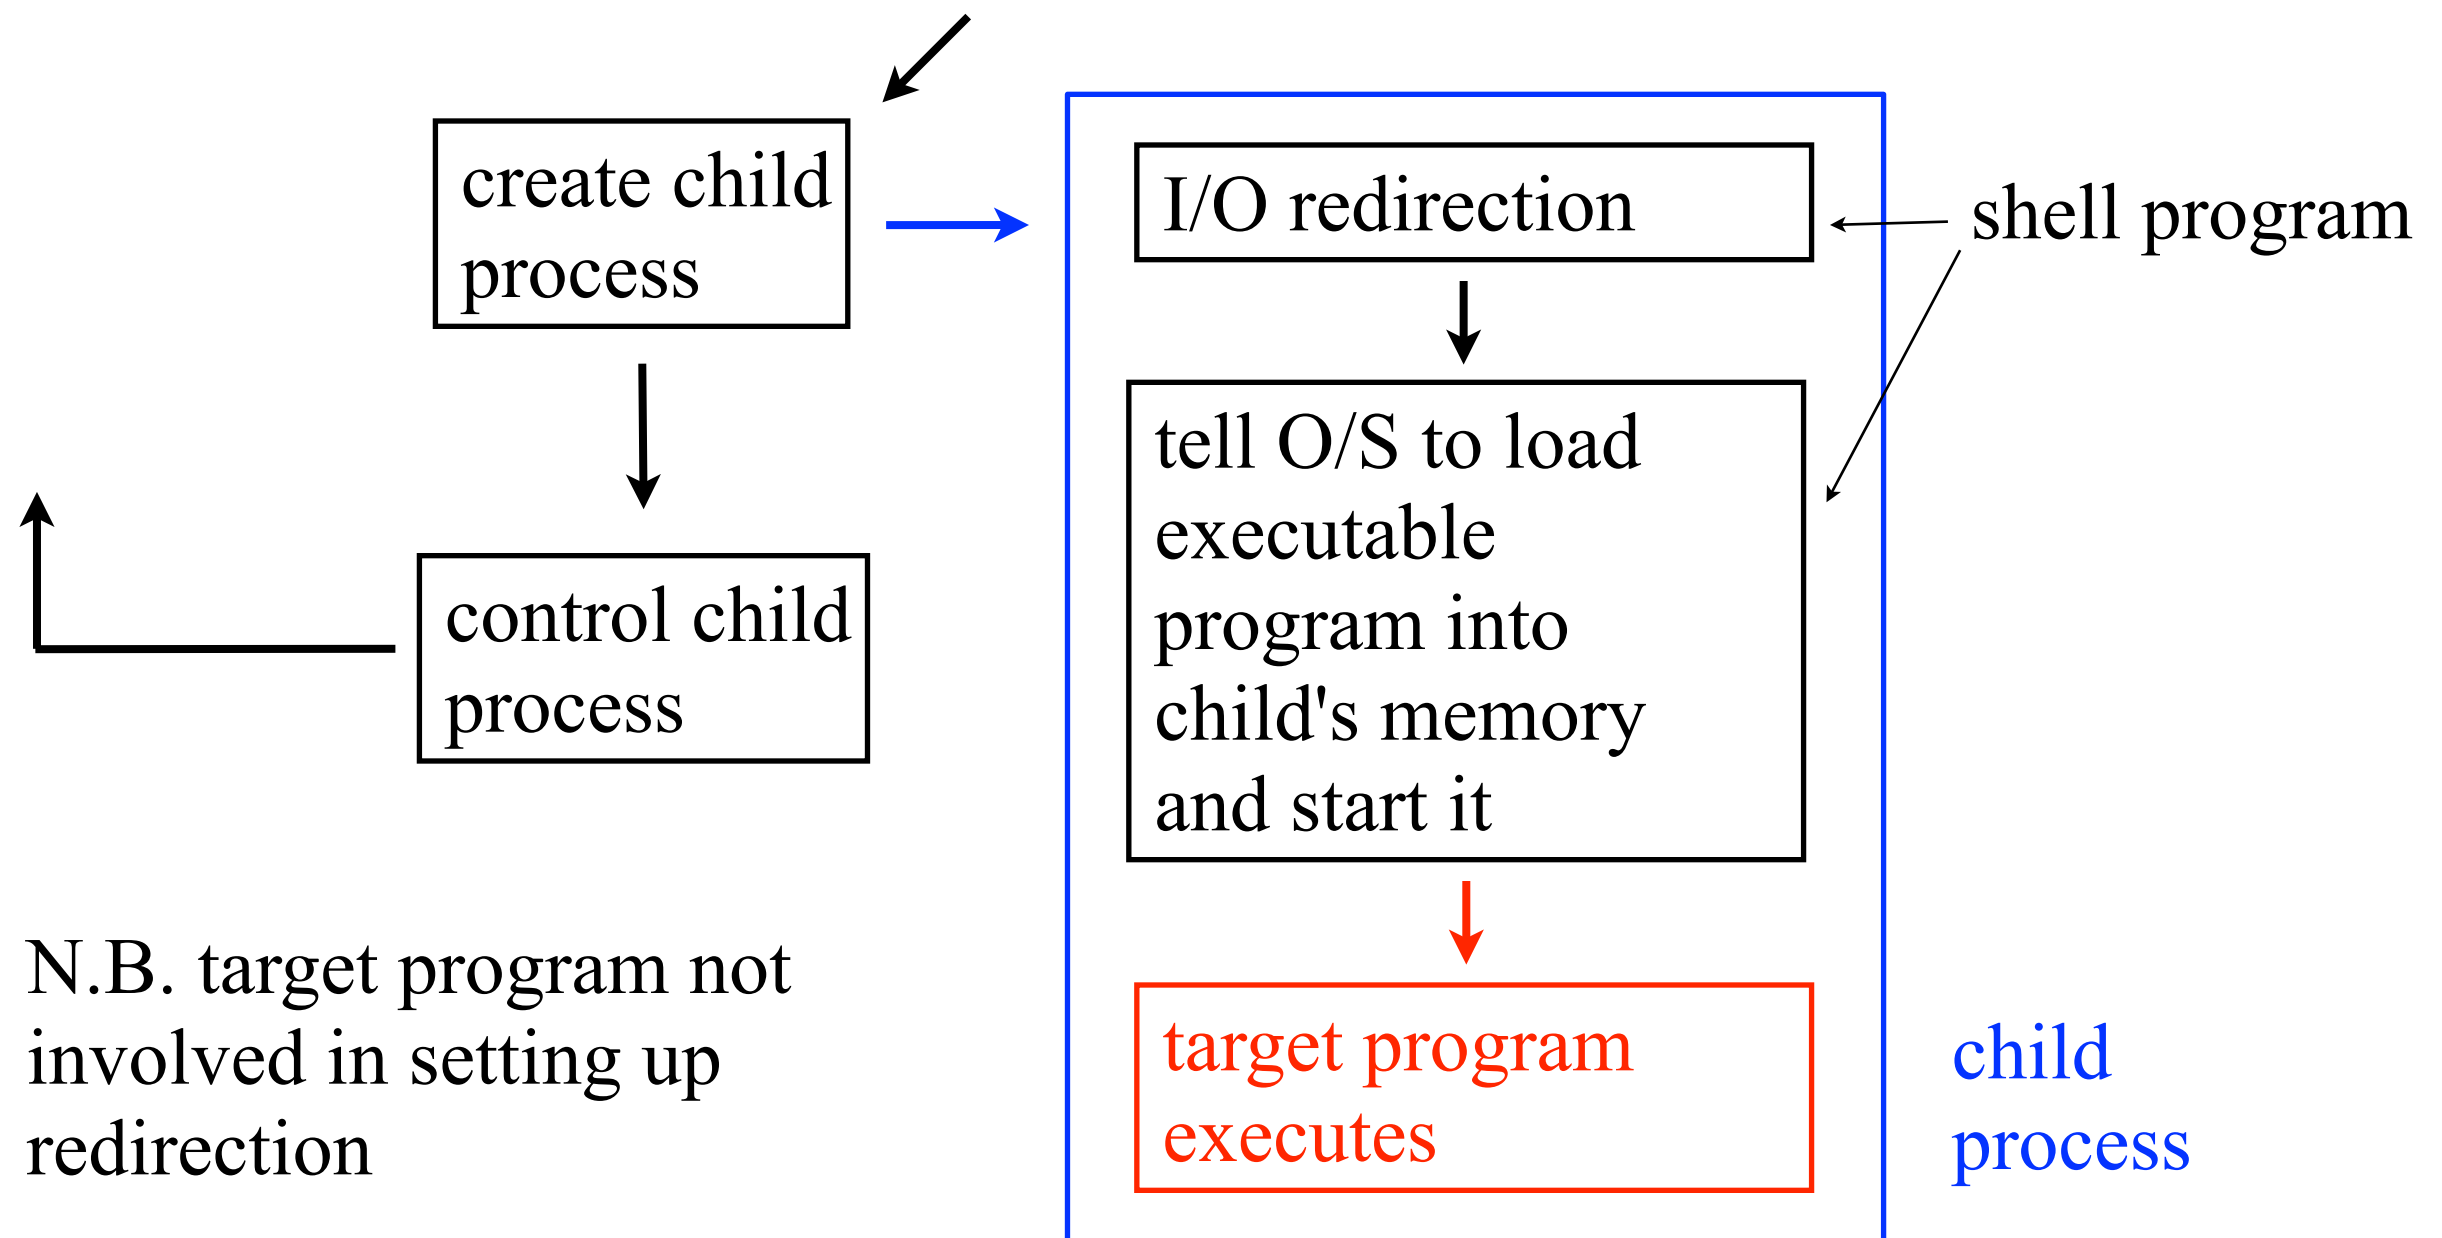 create child
process
control child
process
I/O redirection
tell O/S to load
executable
program into
child's memory
and start it
target program
executes
shell program
child
process
N.B. target program not
involved in setting up
redirection